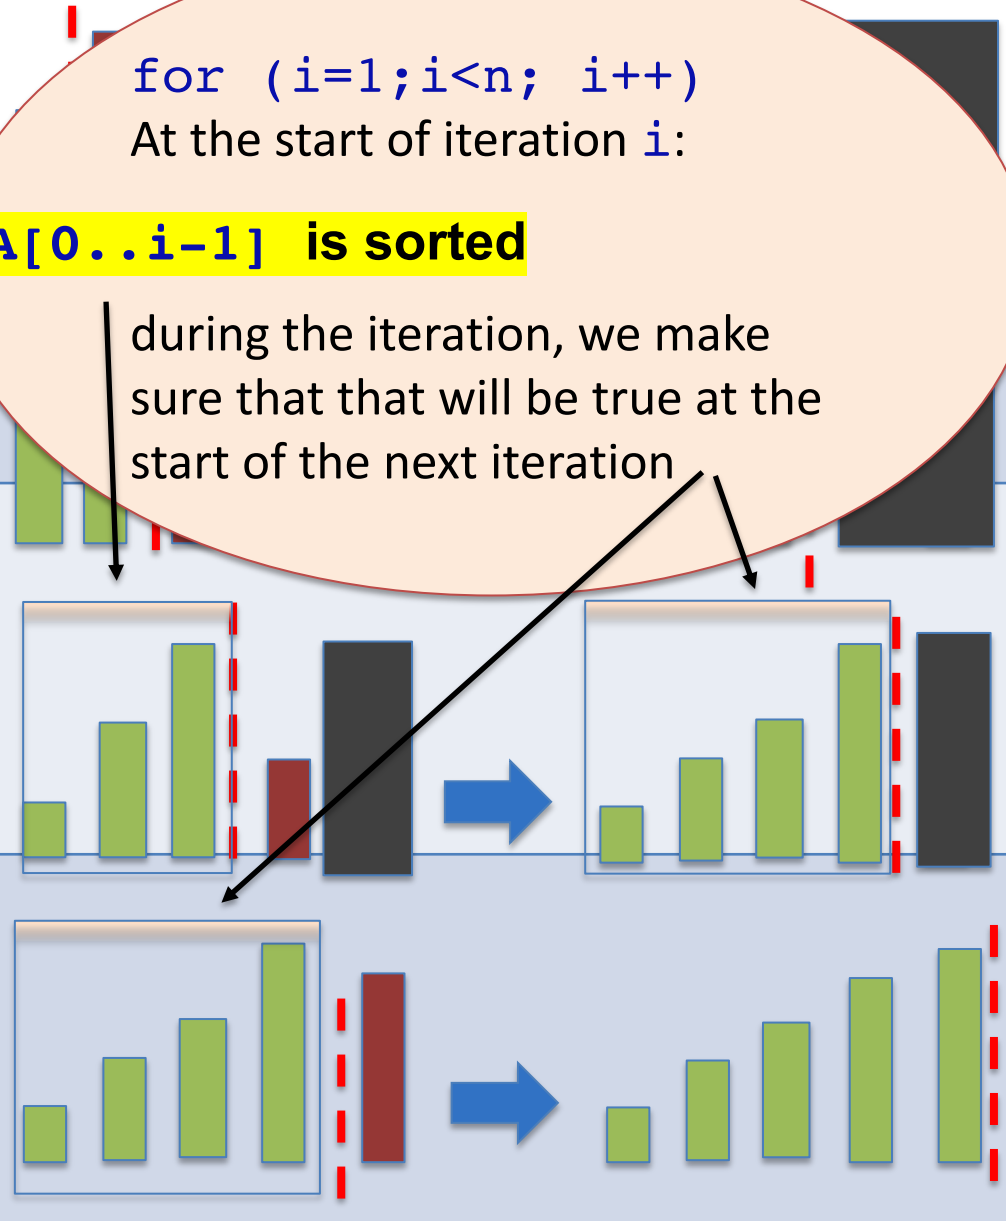 for (i=1;i<n; i++)
At the start of iteration i:
A[0..i-1] is sorted
during the iteration, we make
sure that that will be true at the
start of the next iteration